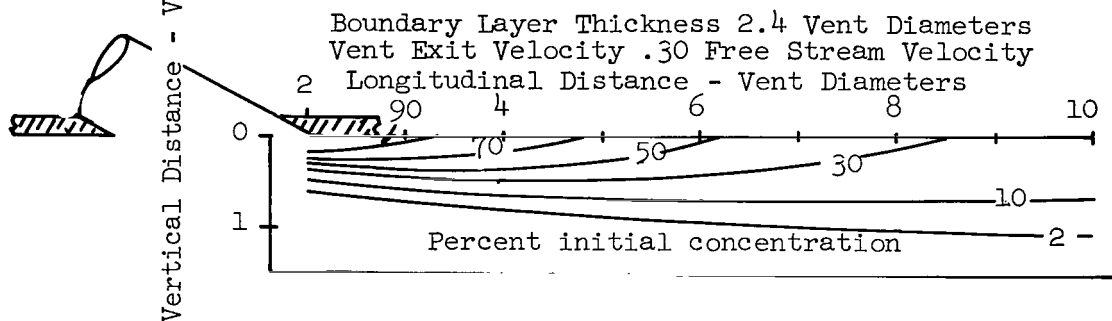 Boundary Layer Thickness 2.4 Vent Diameters
Vent Exit Velocity .30 Free Stream Velocity
Longitudinal Distance - Vent Diameters
2 90 4 6 8 10
0
70 50 30
10
1
2
Percent initial concentration
Vertical Distance - V